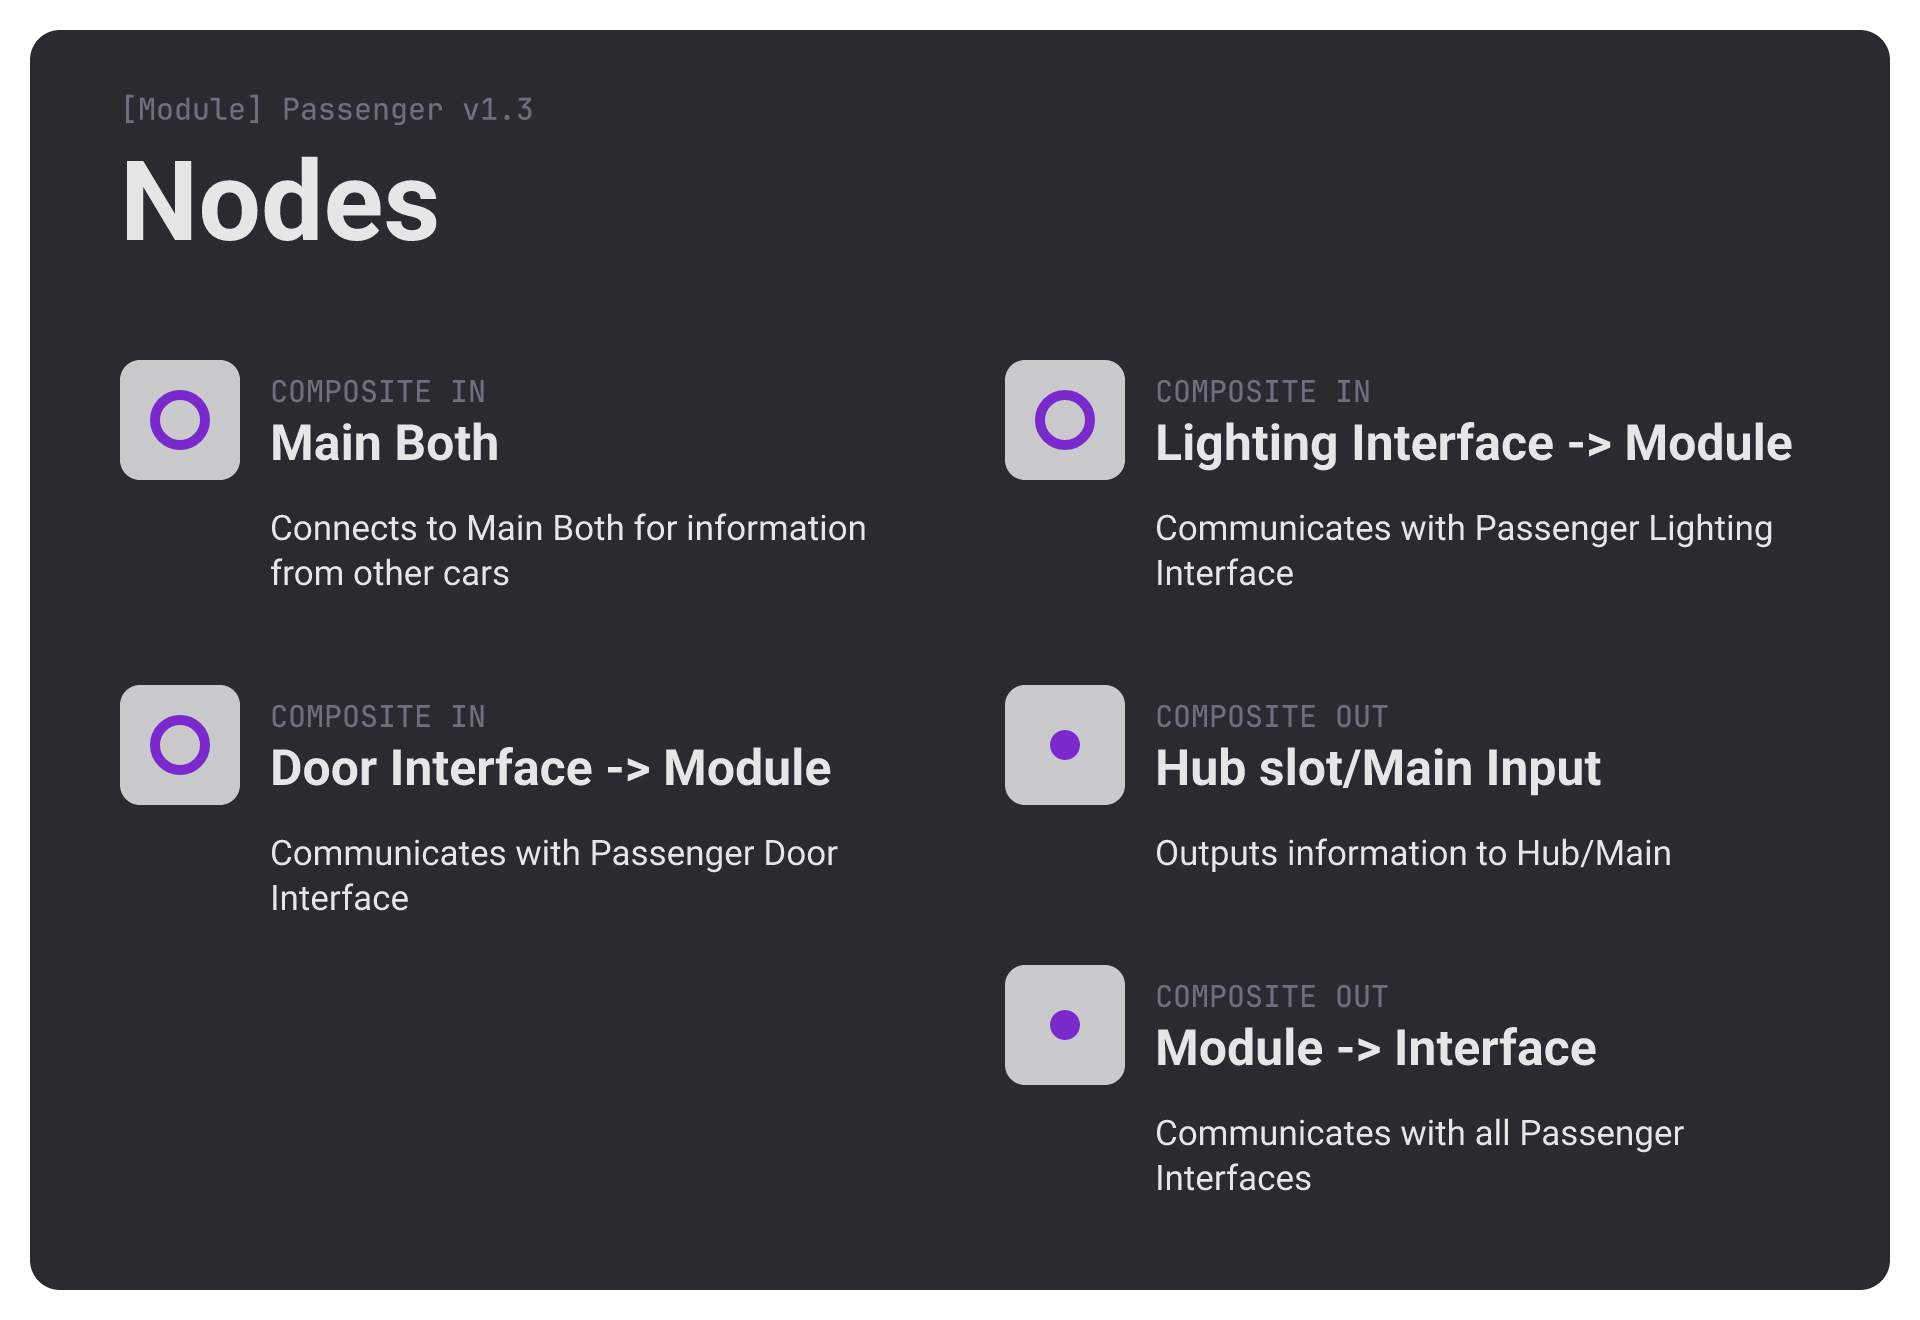 [Module] Passenger v1.3
Nodes
COMPOSITE IN
Main Both
Connects to Main Both for information
from other cars
COMPOSITE IN
Door Interface -> Module
Communicates with Passenger Door
Interface
COMPOSITE IN
Lighting Interface -> Module
Communicates with Passenger Lighting
Interface
COMPOSITE OUT
Hub slot/Main Input
Outputs information to Hub/Main
COMPOSITE OUT
Module -> Interface
Communicates with all Passenger
Interfaces